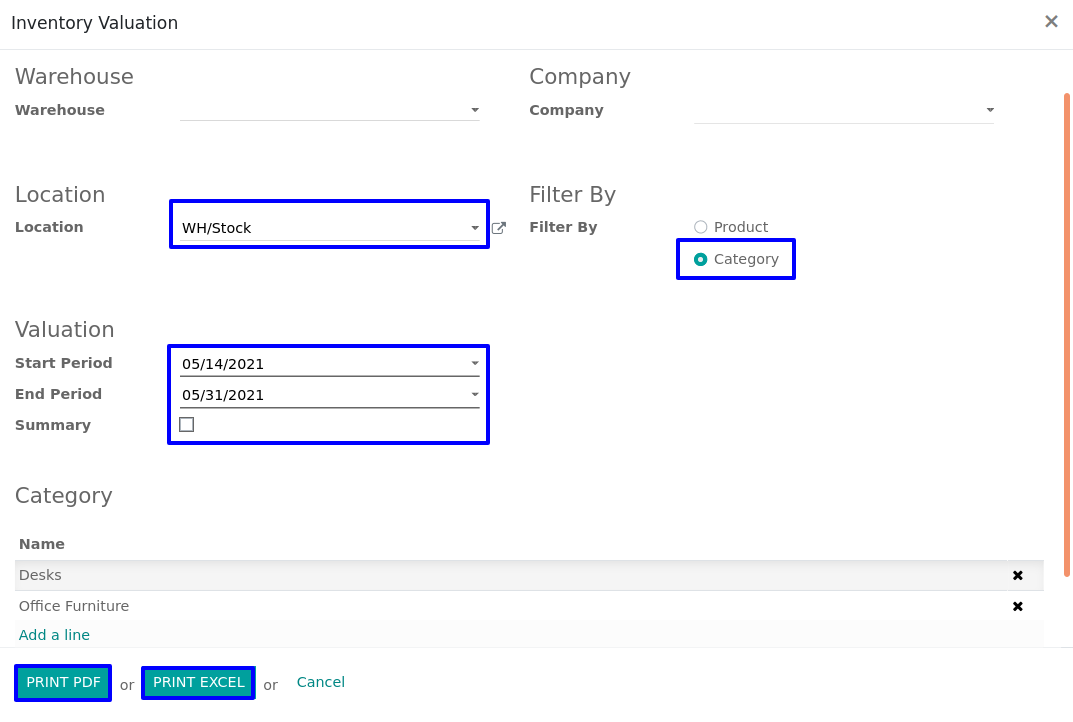 Inventory Valuation
Warehouse
Company
Warehouse
Company
Location
Filter By
Location WH/Stock
Filter By Product
Category
Valuation
Start Period 05/14/2021
End Period 05/31/2021
Summary
Category
Name
Desks
Office Furniture
Add a line
PRINT PDF or PRINT EXCEL or Cancel